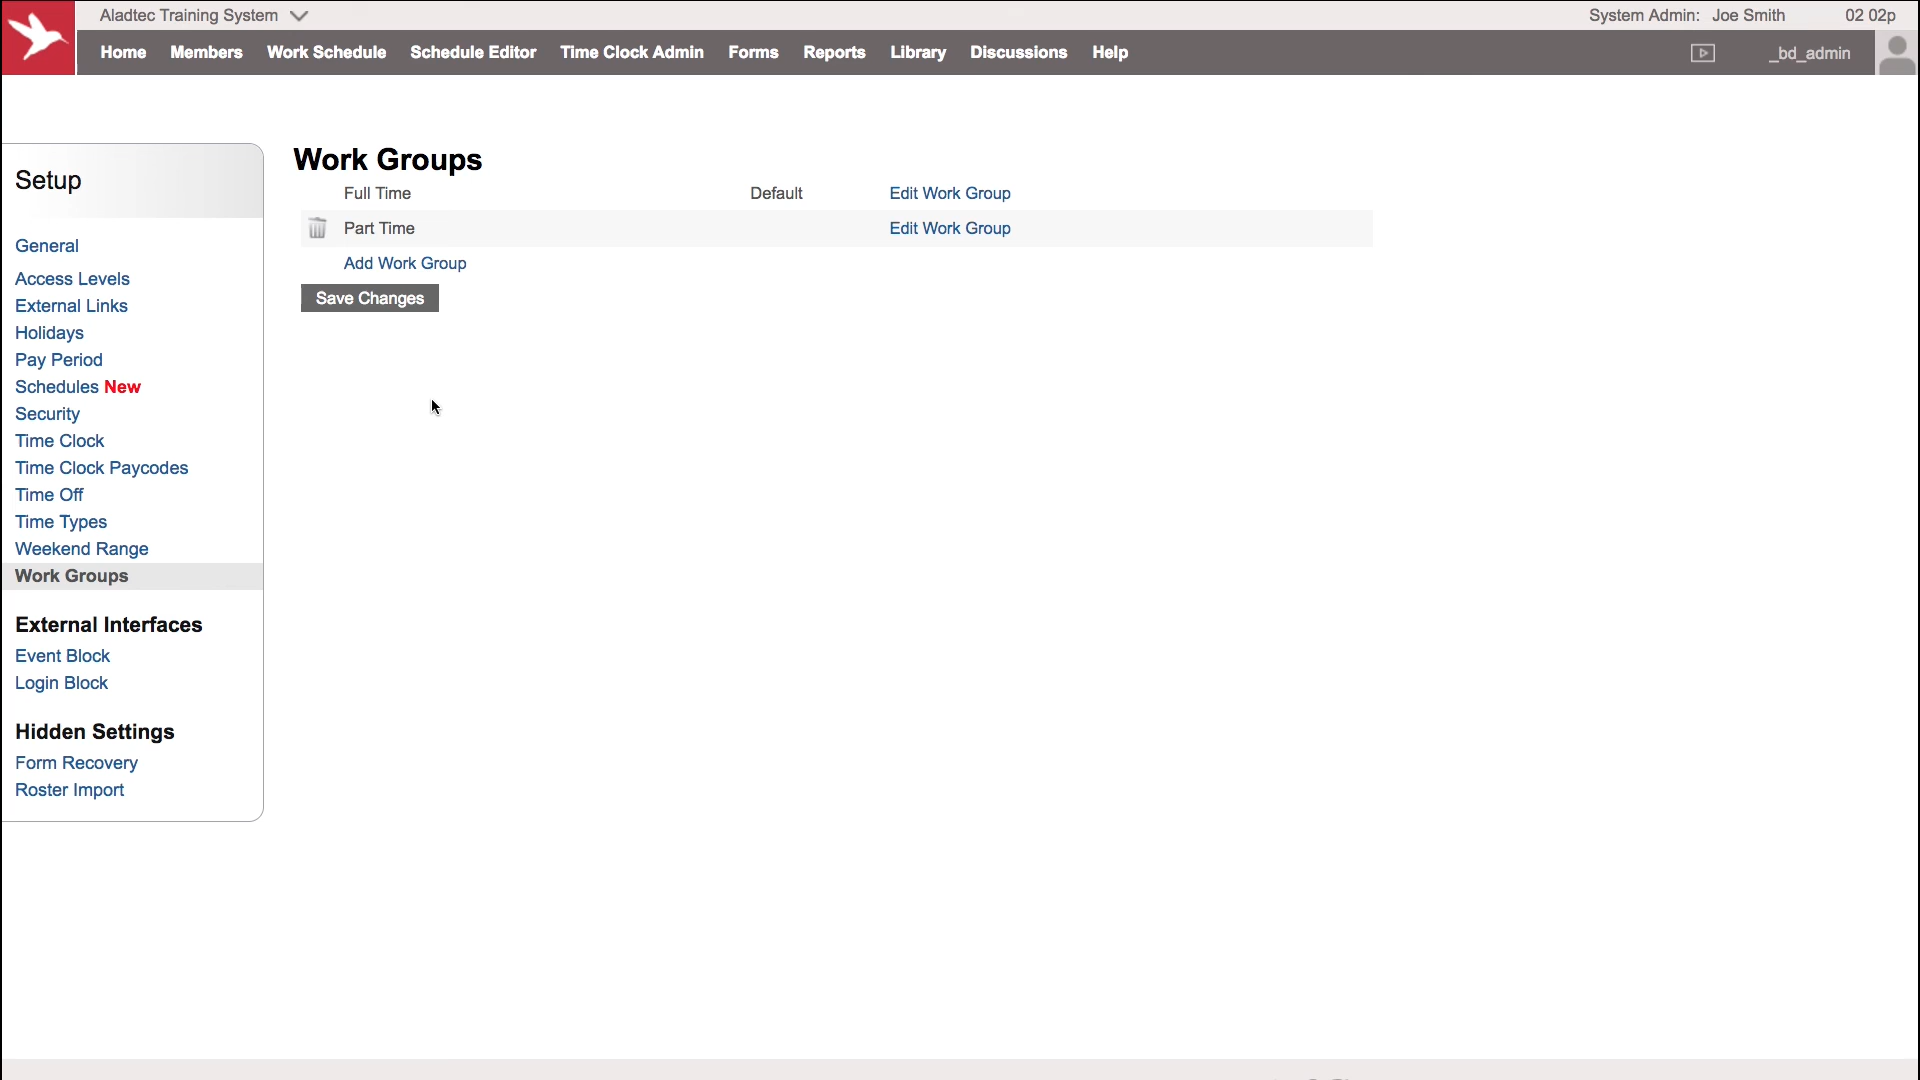 Aladtec Training System
System Admin: Joe Smith 02 02p
Home Members Work Schedule Schedule Editor Time Clock Admin Forms Reports Library Discussions Help
_bd_admin
Setup
General
Access Levels
External Links
Holidays
Pay Period
Schedules New
Security
Time Clock
Time Clock Paycodes
Time Off
Time Types
Weekend Range
Work Groups
External Interfaces
Event Block
Login Block
Hidden Settings
Form Recovery
Roster Import
Work Groups
Full Time Default Edit Work Group
Part Time Edit Work Group
Add Work Group
Save Changes